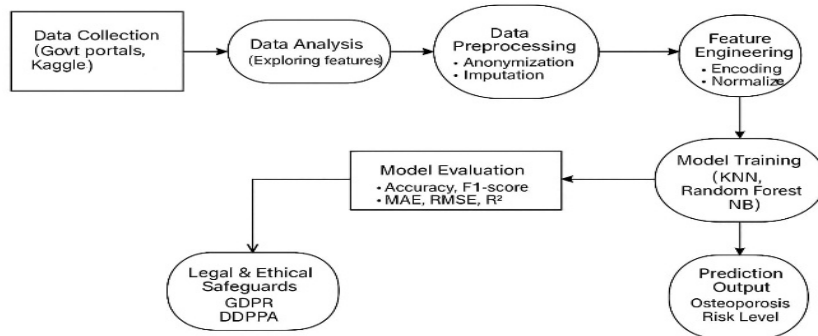 Data Collection
(Govt portals,
Kaggle)
Data Analysis
(Exploring features)
Data
Preprocessing
• Anonymization
• Imputation
Feature
Engineering
• Encoding
• Normalize
Model Training
(KNN,
Random Forest
NB)
Model Evaluation
• Accuracy, F1-score
• MAE, RMSE, R²
Legal & Ethical
Safeguards
GDPR
DDPPA
Prediction
Output
Osteoporosis
Risk Level